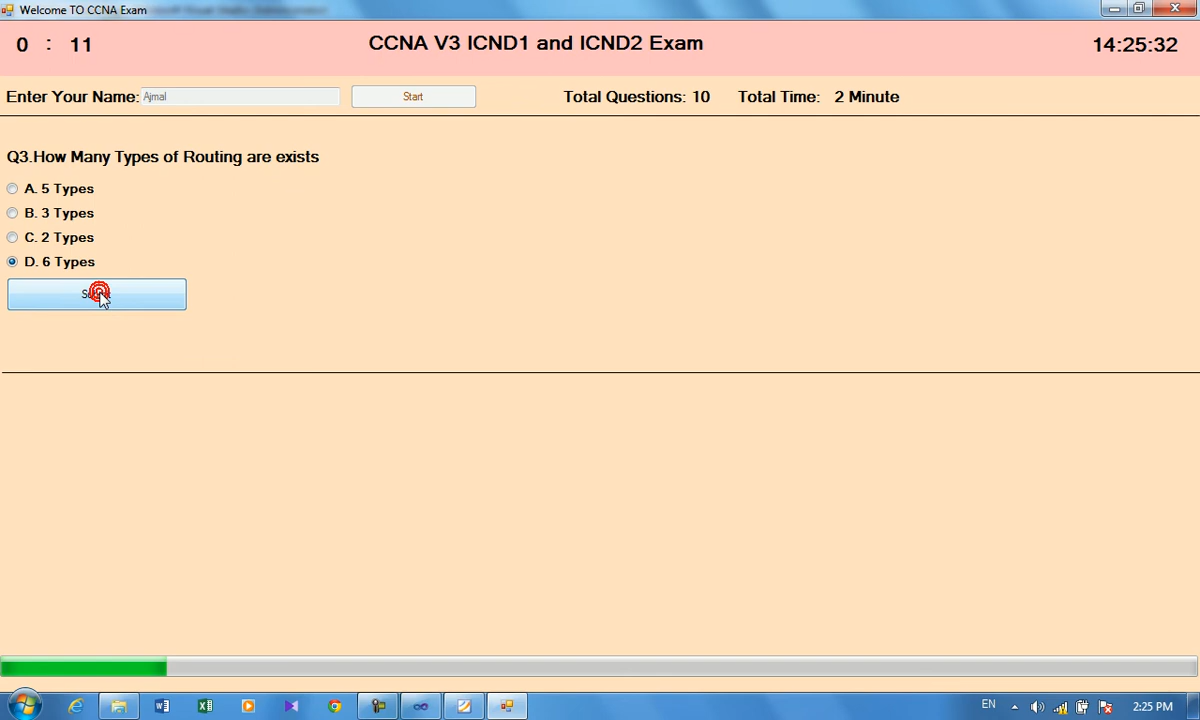 Welcome TO CCNA Exam
0 : 11
CCNA V3 ICND1 and ICND2 Exam
14:25:32
Enter Your Name: Ajmal
Start
Total Questions: 10
Total Time: 2 Minute
Q3.How Many Types of Routing are exists
A. 5 Types
B. 3 Types
C. 2 Types
D. 6 Types
EN
2:25 PM